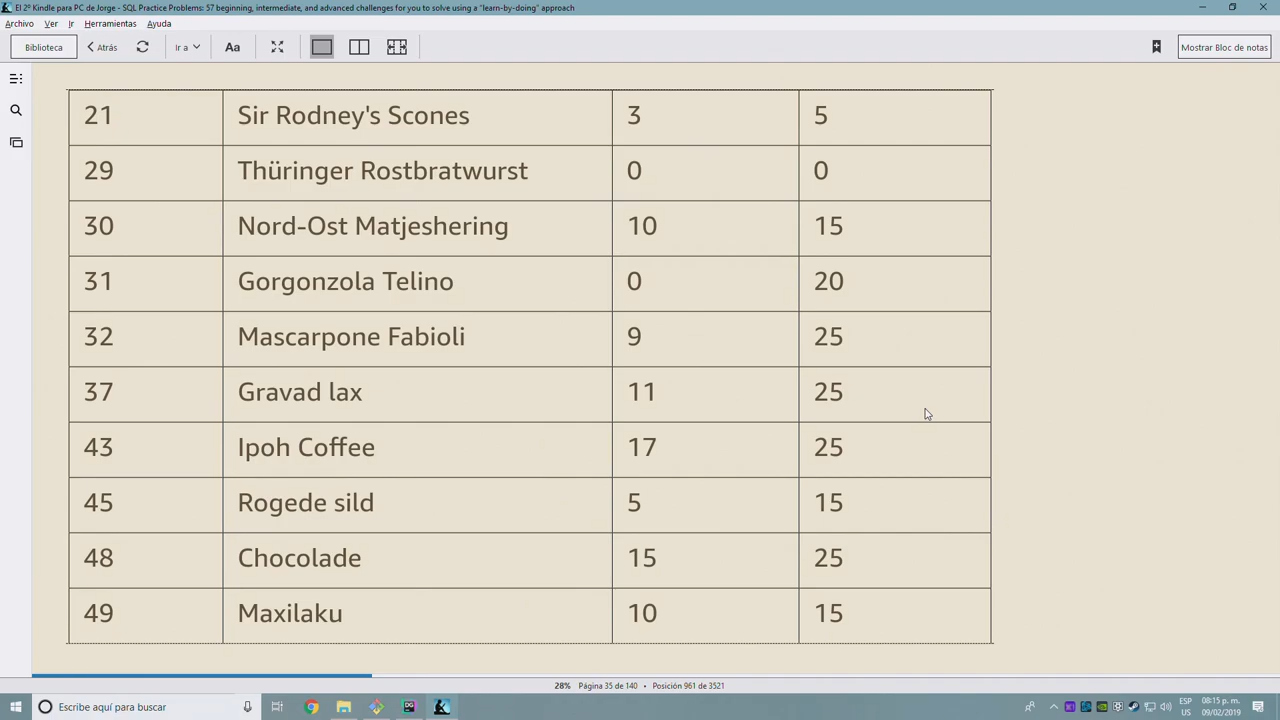 El 2º Kindle para PC de Jorge - SQL Practice Problems: 57 beginning, intermediate, and advanced challenges for you to solve using a "learn-by-doing" approach
Archivo Ver Ir Herramientas Ayuda
Biblioteca Atrás Ir a Aa Mostrar Bloc de notas
21 Sir Rodney's Scones 3 5
29 Thüringer Rostbratwurst 0 0
30 Nord-Ost Matjeshering 10 15
31 Gorgonzola Telino 0 20
32 Mascarpone Fabioli 9 25
37 Gravad lax 11 25
43 Ipoh Coffee 17 25
45 Rogede sild 5 15
48 Chocolade 15 25
49 Maxilaku 10 15
28% Página 35 de 140 • Posición 961 de 3521
Escribe aquí para buscar
ESP 08:15 p. m.
US 09/02/2019